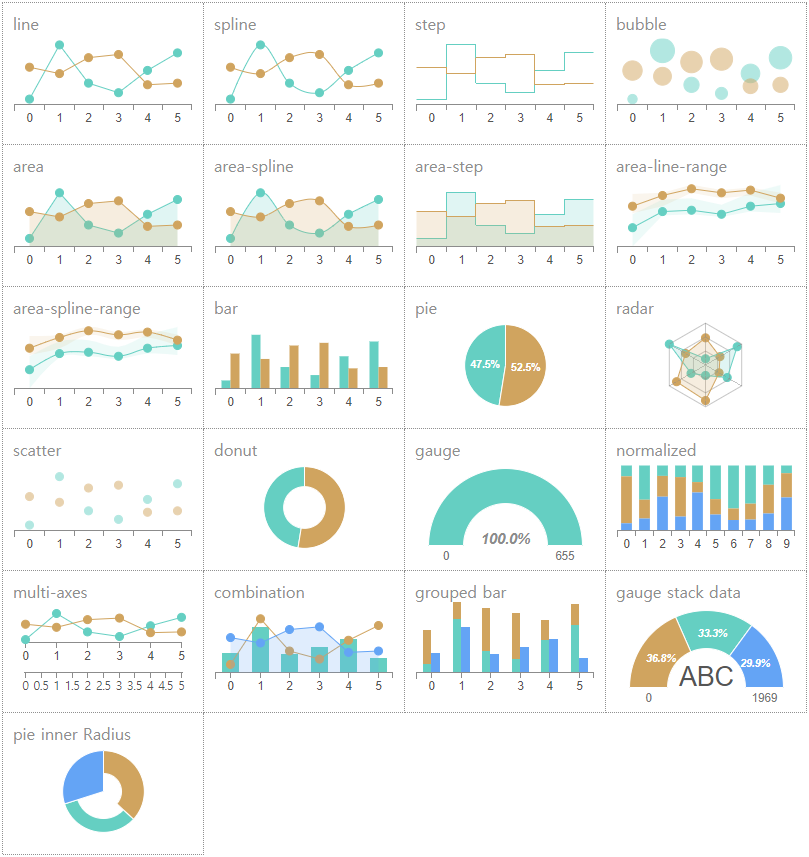 line
0 1 2 3 4 5
spline
0 1 2 3 4 5
step
0 1 2 3 4 5
bubble
0 1 2 3 4 5
area
0 1 2 3 4 5
area-spline
0 1 2 3 4 5
area-step
0 1 2 3 4 5
area-line-range
0 1 2 3 4 5
area-spline-range
0 1 2 3 4 5
bar
0 1 2 3 4 5
pie
47.5% 52.5%
radar
scatter
0 1 2 3 4 5
donut
gauge
100.0%
0 655
normalized
0 1 2 3 4 5 6 7 8 9
multi-axes
0 1 2 3 4 5
0 0.5 1 1.5 2 2.5 3 3.5 4 4.5 5
combination
0 1 2 3 4 5
grouped bar
0 1 2 3 4 5
gauge stack data
33.3%
36.8% 29.9%
ABC
0 1969
pie inner Radius